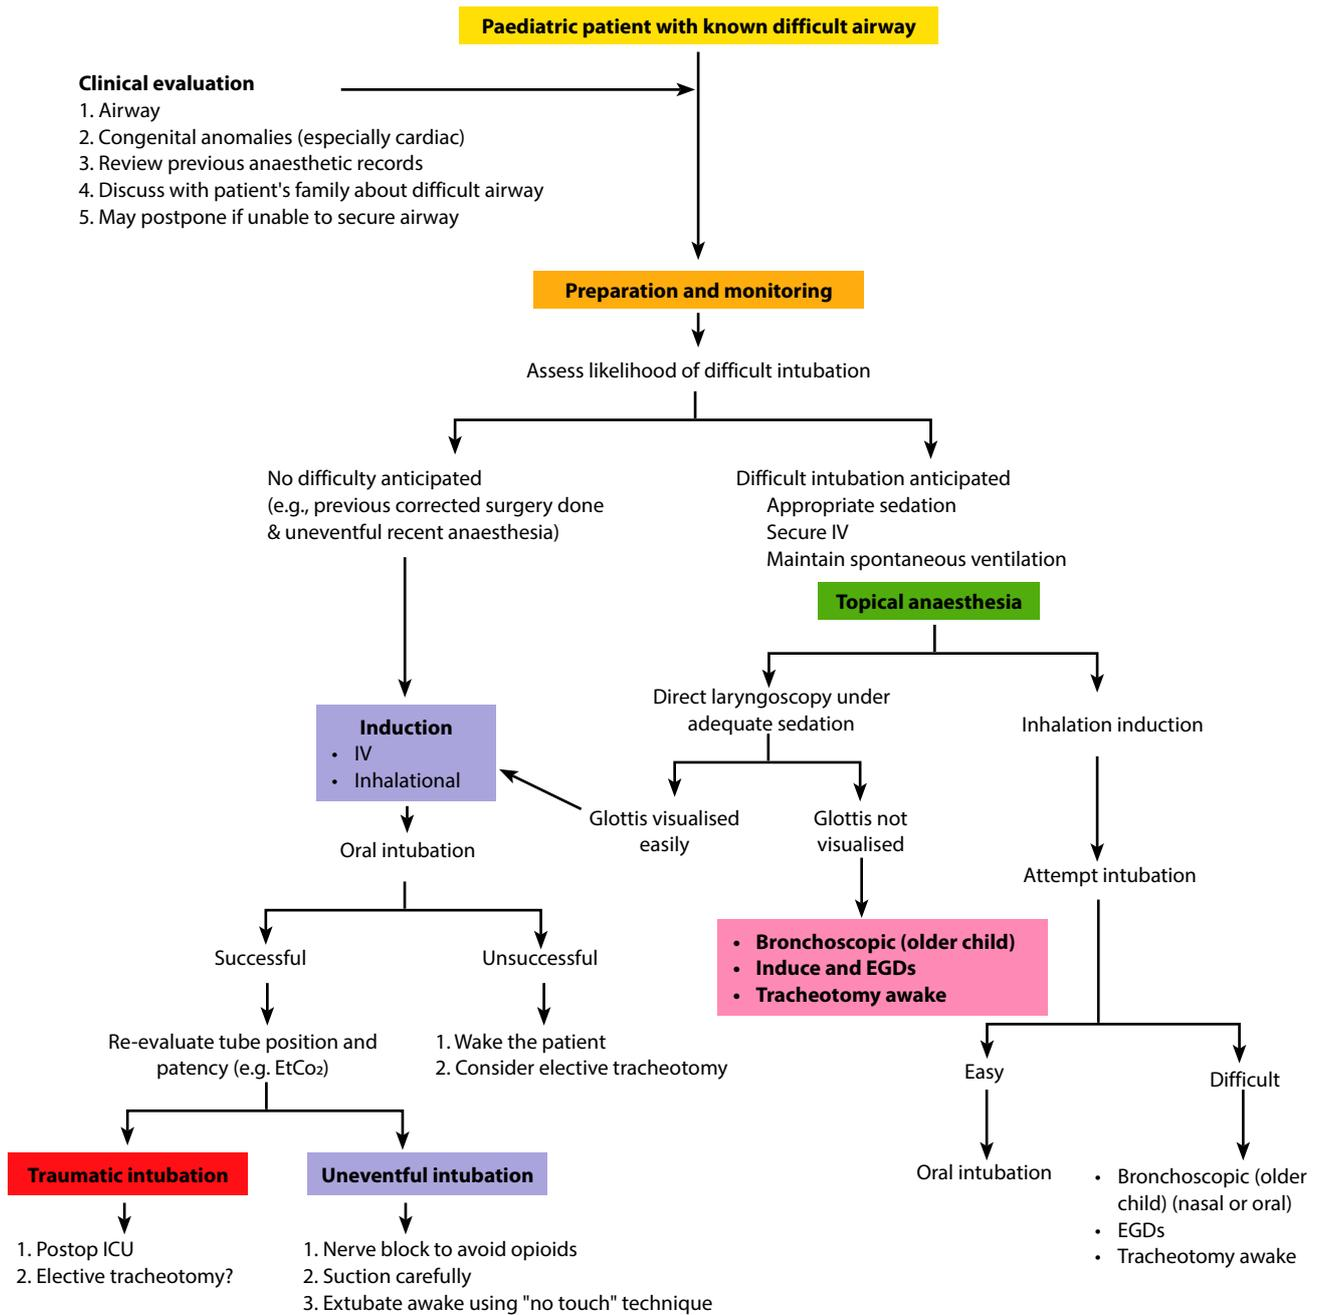 Paediatric patient with known difficult airway
Clinical evaluation
1. Airway
2. Congenital anomalies (especially cardiac)
3. Review previous anaesthetic records
4. Discuss with patient's family about difficult airway
5. May postpone if unable to secure airway
Preparation and monitoring
Assess likelihood of difficult intubation
No difficulty anticipated
(e.g., previous corrected surgery done
& uneventful recent anaesthesia)
Difficult intubation anticipated
Appropriate sedation
Secure IV
Maintain spontaneous ventilation
Topical anaesthesia
Direct laryngoscopy under
adequate sedation
Inhalation induction
Induction
• IV
• Inhalational
Glottis visualised
easily
Glottis not
visualised
Oral intubation
Attempt intubation
• Bronchoscopic (older child)
• Induce and EGDs
• Tracheotomy awake
Successful
Unsuccessful
Re-evaluate tube position and
patency (e.g. EtCo₂)
1. Wake the patient
2. Consider elective tracheotomy
Easy
Difficult
Traumatic intubation
Uneventful intubation
Oral intubation
• Bronchoscopic (older
child) (nasal or oral)
• EGDs
• Tracheotomy awake
1. Postop ICU
2. Elective tracheotomy?
1. Nerve block to avoid opioids
2. Suction carefully
3. Extubate awake using "no touch" technique